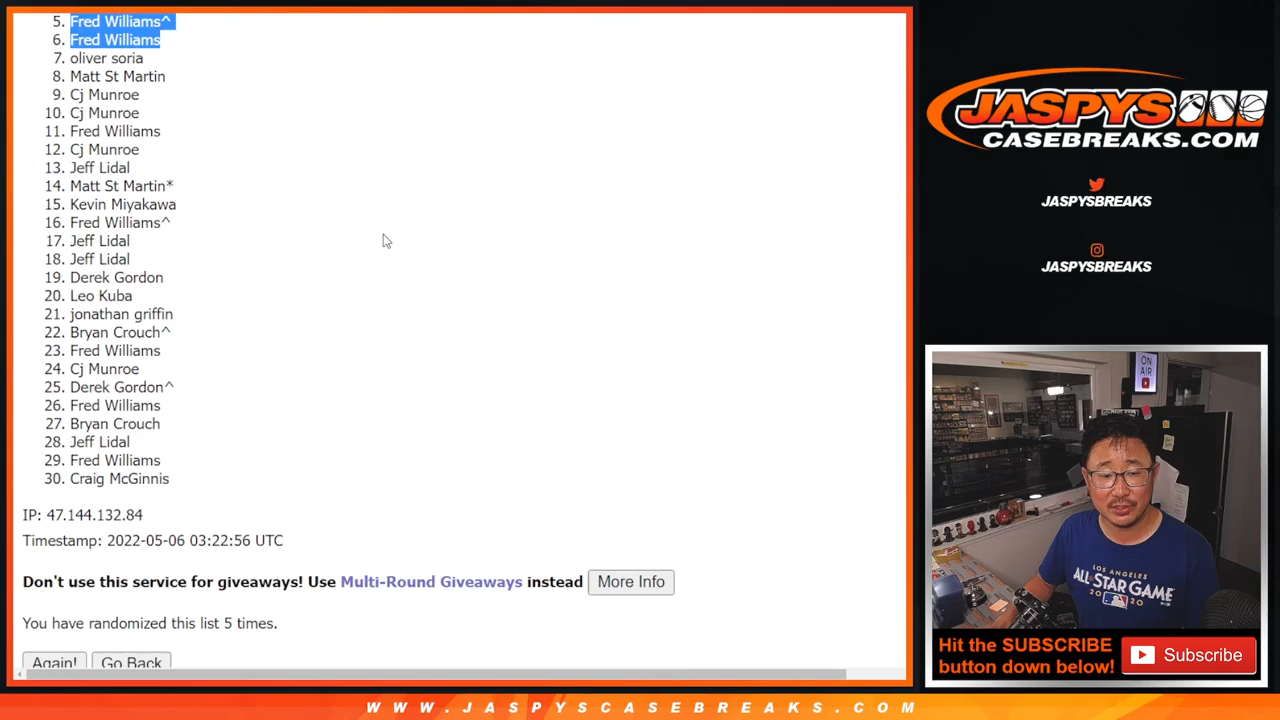 5. Fred Williams^
6. Fred Williams
7. oliver soria
8. Matt St Martin
9. Cj Munroe
10. Cj Munroe
11. Fred Williams
12. Cj Munroe
13. Jeff Lidal
14. Matt St Martin*
15. Kevin Miyakawa
16. Fred Williams^
17. Jeff Lidal
18. Jeff Lidal
19. Derek Gordon
20. Leo Kuba
21. jonathan griffin
22. Bryan Crouch^
23. Fred Williams
24. Cj Munroe
25. Derek Gordon^
26. Fred Williams
27. Bryan Crouch
28. Jeff Lidal
29. Fred Williams
30. Craig McGinnis
IP: 47.144.132.84
Timestamp: 2022-05-06 03:22:56 UTC
Don't use this service for giveaways! Use Multi-Round Giveaways instead More Info
You have randomized this list 5 times.
Again! Go Back
JASPYS
CASEBREAKS.COM
JASPYSBREAKS
JASPYSBREAKS
ON
AIR
LOS ANGELES
ALL-STAR GAME
2020
Hit the SUBSCRIBE
button down below!
Subscribe
WWW.JASPYSCASEBREAKS.COM